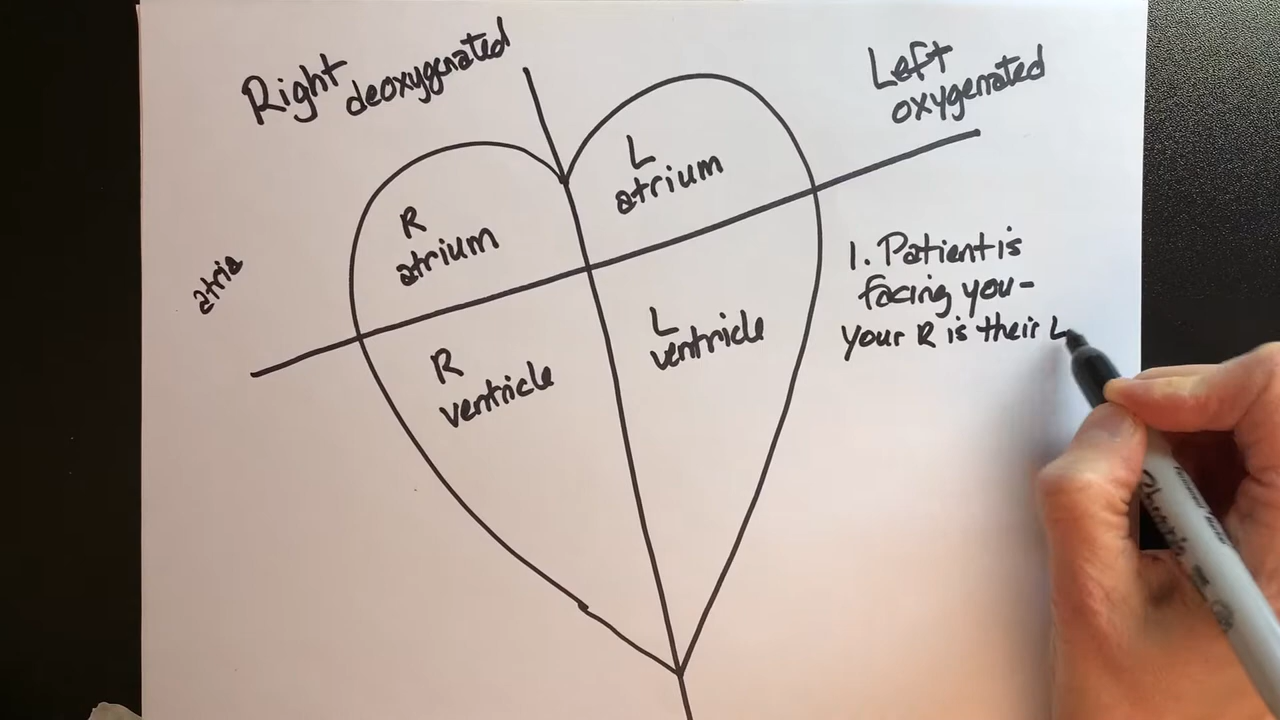 Right
deoxygenated
Left
oxygenated
L
atrium
R
atrium
atria
1. Patient is
facing you-
your R is their L
L
ventricle
R
ventricle